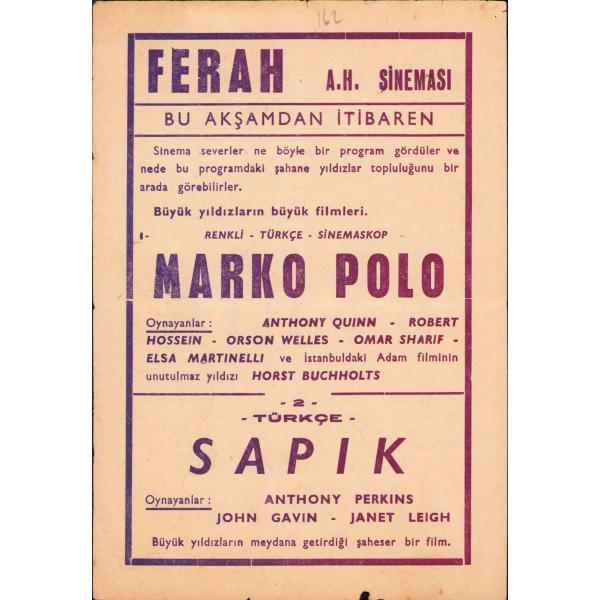 162
FERAH A.H. SİNEMASI
BU AKŞAMDAN İTİBAREN
Sinema severler ne böyle bir program gördüler ve
nede bu programdaki şahane yıldızlar topluluğunu bir
arada görebilirler.
Büyük yıldızların büyük filmleri.
1- RENKLİ - TÜRKÇE - SİNEMASKOP
MARKO POLO
Oynayanlar : ANTHONY QUINN - ROBERT
HOSSEIN - ORSON WELLES - OMAR SHARIF -
ELSA MARTINELLI ve İstanbuldaki Adam filminin
unutulmaz yıldızı HORST BUCHHOLTS
- 2 -
- TÜRKÇE -
SAPIK
Oynayanlar : ANTHONY PERKINS
JOHN GAVIN - JANET LEIGH
Büyük yıldızların meydana getirdiği şaheser bir film.